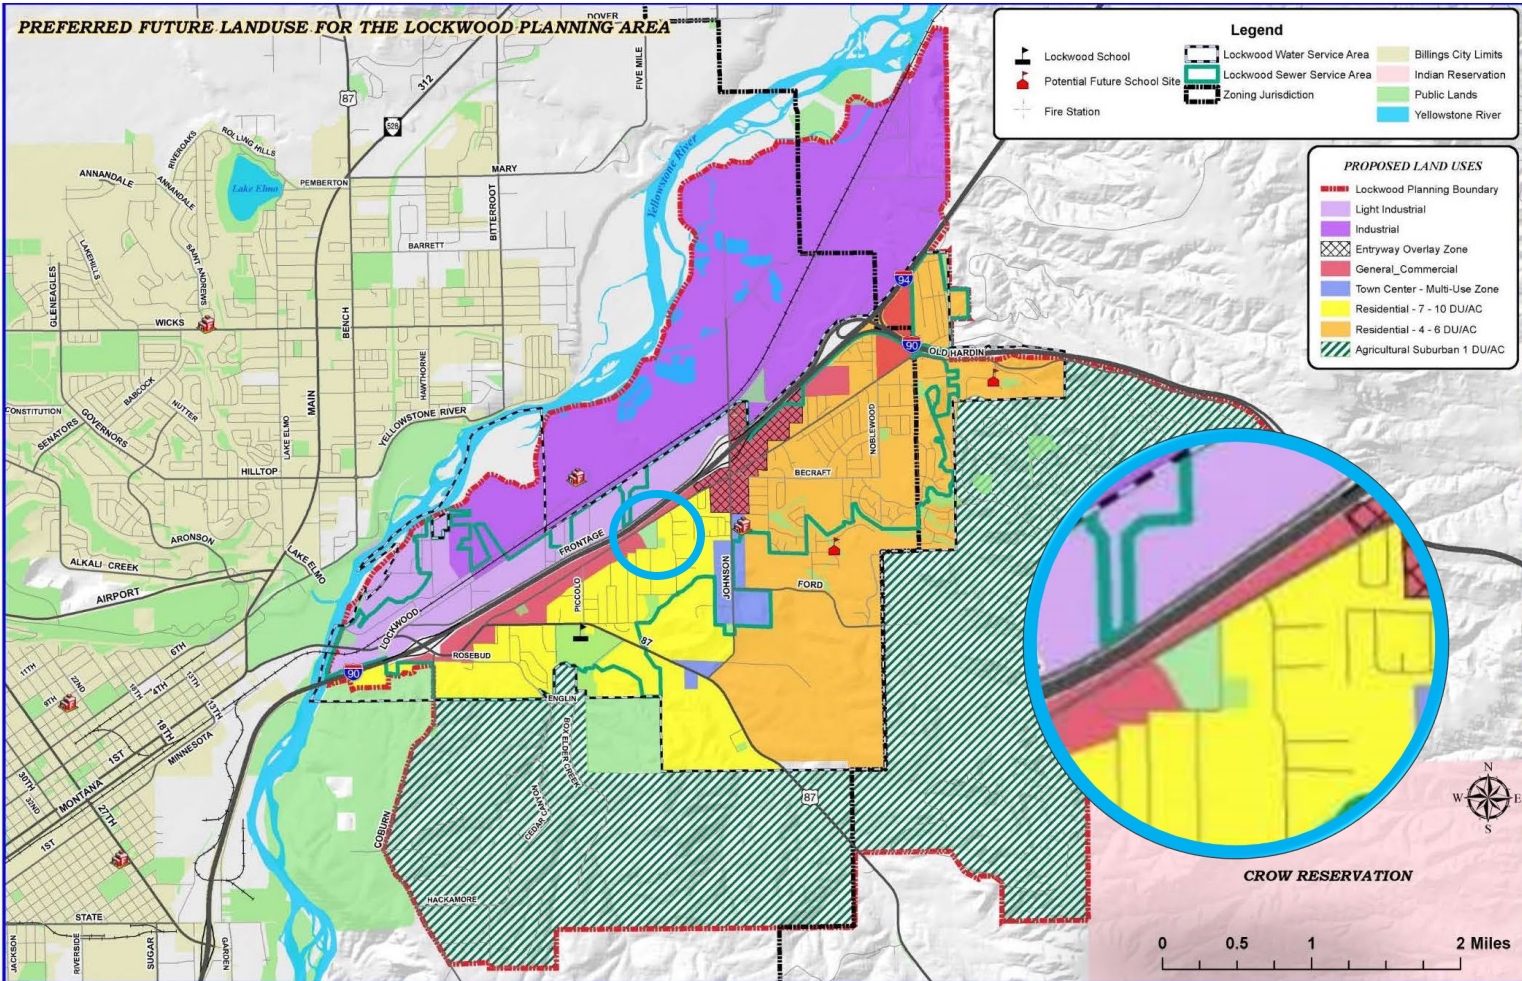 PREFERRED FUTURE LANDUSE FOR THE LOCKWOOD PLANNING AREA
Legend
Lockwood School
Potential Future School Site
Fire Station
Lockwood Water Service Area
Lockwood Sewer Service Area
Zoning Jurisdiction
Billings City Limits
Indian Reservation
Public Lands
Yellowstone River
PROPOSED LAND USES
Lockwood Planning Boundary
Light Industrial
Industrial
Entryway Overlay Zone
General_Commercial
Town Center - Multi-Use Zone
Residential - 7 - 10 DU/AC
Residential - 4 - 6 DU/AC
Agricultural Suburban 1 DU/AC
DOVER
FIVE MILE
312
87
526
RIVEROAKS
ROLLING HILLS
ANNANDALE
ANNANDALE
PEMBERTON
MARY
Lake Elmo
Yellowstone River
BITTERROOT
BARRETT
LAKEHILLS
SAINT ANDREWS
GLENEAGLES
WICKS
BENCH
94
90
OLD HARDIN
HAWTHORNE
BABCOCK
NUTTER
MAIN
CONSTITUTION
GOVERNORS
SENATORS
LAKE ELMO
YELLOWSTONE RIVER
NOBLEWOOD
HILLTOP
BECRAFT
ARONSON
FRONTAGE
LAKE ELMO
ALKALI CREEK
AIRPORT
JOHNSON
FORD
PICCOLO
LOCKWOOD
6TH
87
ROSEBUD
11TH
22ND
4TH
13TH
16TH
90
9TH
13TH
ENGLIN
18TH
MINNESOTA
1ST
BOX ELDER CREEK
30TH
MONTANA
32ND
27TH
87
CEDAR CANYON
1ST
COBURN
CROW RESERVATION
HACKAMORE
STATE
JACKSON
RIVERSIDE
SUGAR
GARDEN
N
W E
S
0 0.5 1 2 Miles